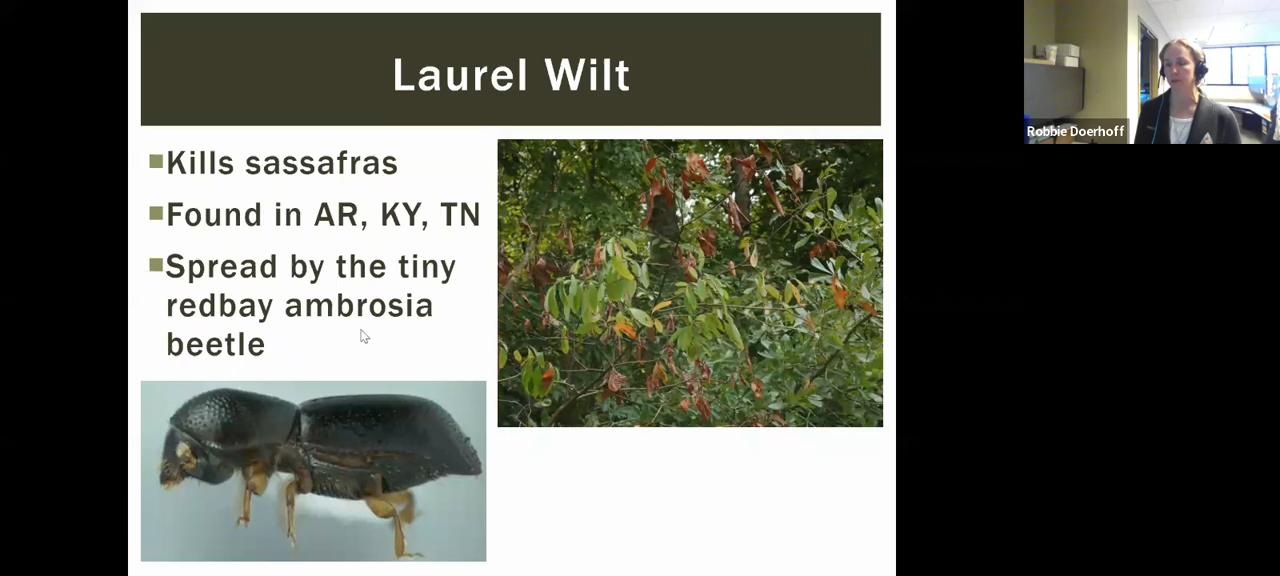 Laurel Wilt
Kills sassafras
Found in AR, KY, TN
Spread by the tiny
redbay ambrosia
beetle
Robbie Doerhoff